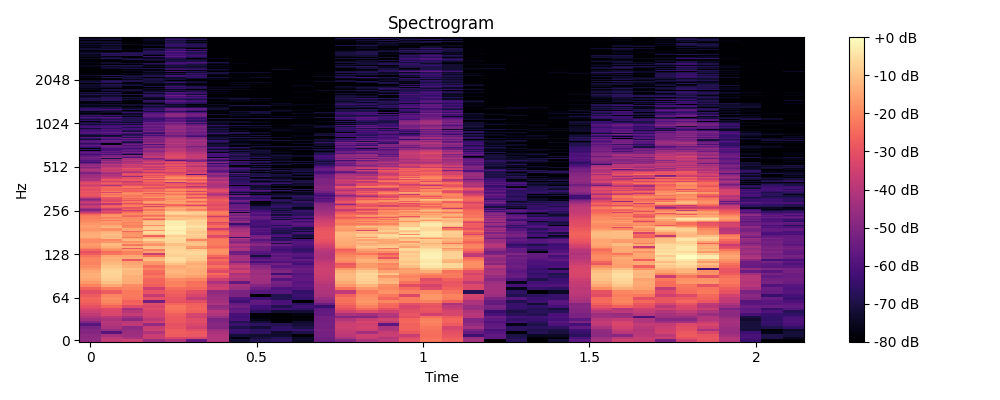 Spectrogram
Hz
2048
1024
512
256
128
64
0
0
0.5
1
1.5
2
Time
+0 dB
-10 dB
-20 dB
-30 dB
-40 dB
-50 dB
-60 dB
-70 dB
-80 dB